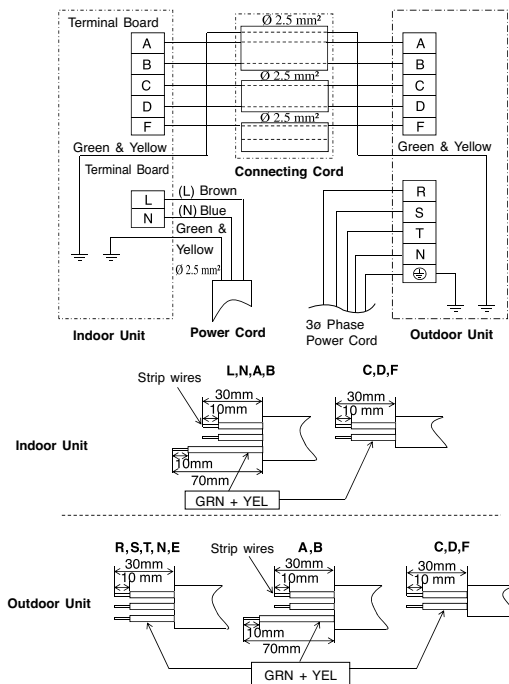 Terminal Board
A
B
C
D
F
Ø 2.5 mm²
Ø 2.5 mm²
Ø 2.5 mm²
A
B
C
D
F
Green & Yellow
Connecting Cord
Green & Yellow
Terminal Board
L
N
(L) Brown
(N) Blue
Green &
Yellow
Ø 2.5 mm²
R
S
T
N
Indoor Unit
Power Cord
3ø Phase
Power Cord
Outdoor Unit
L,N,A,B
C,D,F
Strip wires
30mm
10mm
30mm
10 mm
Indoor Unit
10mm
70mm
GRN + YEL
R,S,T, N,E
Strip wires
A,B
C,D,F
30mm
10 mm
30mm
10mm
30mm
10 mm
Outdoor Unit
10mm
70mm
GRN + YEL